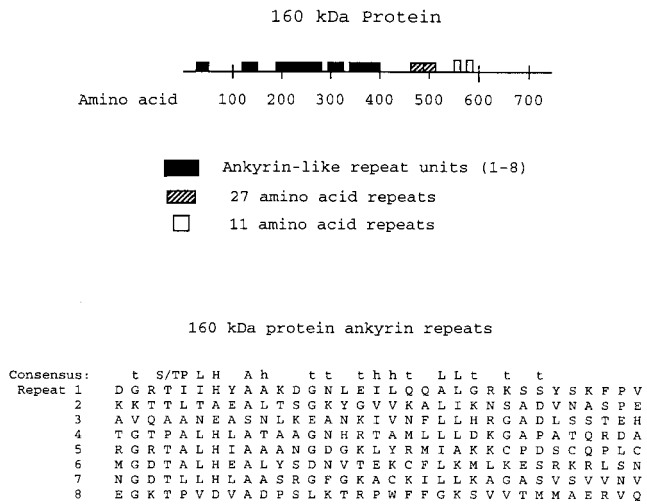 160 kDa Protein
Amino acid 100 200 300 400 500 600 700
Ankyrin-like repeat units (1-8)
27 amino acid repeats
11 amino acid repeats
160 kDa protein ankyrin repeats
Consensus: t S/TP L H A h t t t h h t L L t t t
Repeat 1 D G R T I I H Y A A K D G N L E I L Q Q A L G R K S S Y S K F P V
2 K K T T L T A E A L T S G K Y G V V K A L I K N S A D V N A S P E
3 A V Q A A N E A S N L K E A N K I V N F L L H R G A D L S S T E H
4 T G T P A L H L A T A A G N H R T A M L L L L D K G A P A T Q R D A
5 R G R T A L H I A A A N G D G K L Y R M I A K K C P D S C Q P L C
6 M G D T A L H E A L Y S D N V T E K C F L K M L K E S R K R L S N
7 N G D T L L H L A A S R G F G K A C K I L L K A G A S V S V V N V
8 E G K T P V D V A D P S L K T R P W F F G K S V V T M M A E R V Q